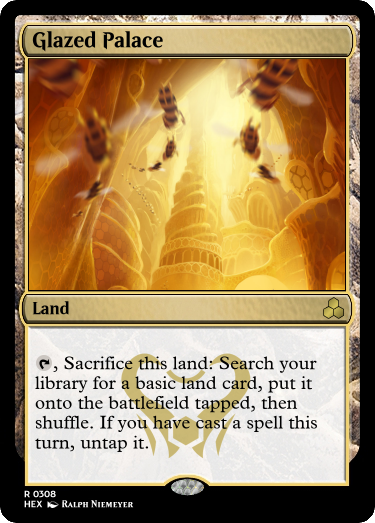 Glazed Palace
Land
, Sacrifice this land: Search your
library for a basic land card, put it
onto the battlefield tapped, then
shuffle. If you have cast a spell this
turn, untap it.
R 0308
HEX Ralph Niemeyer